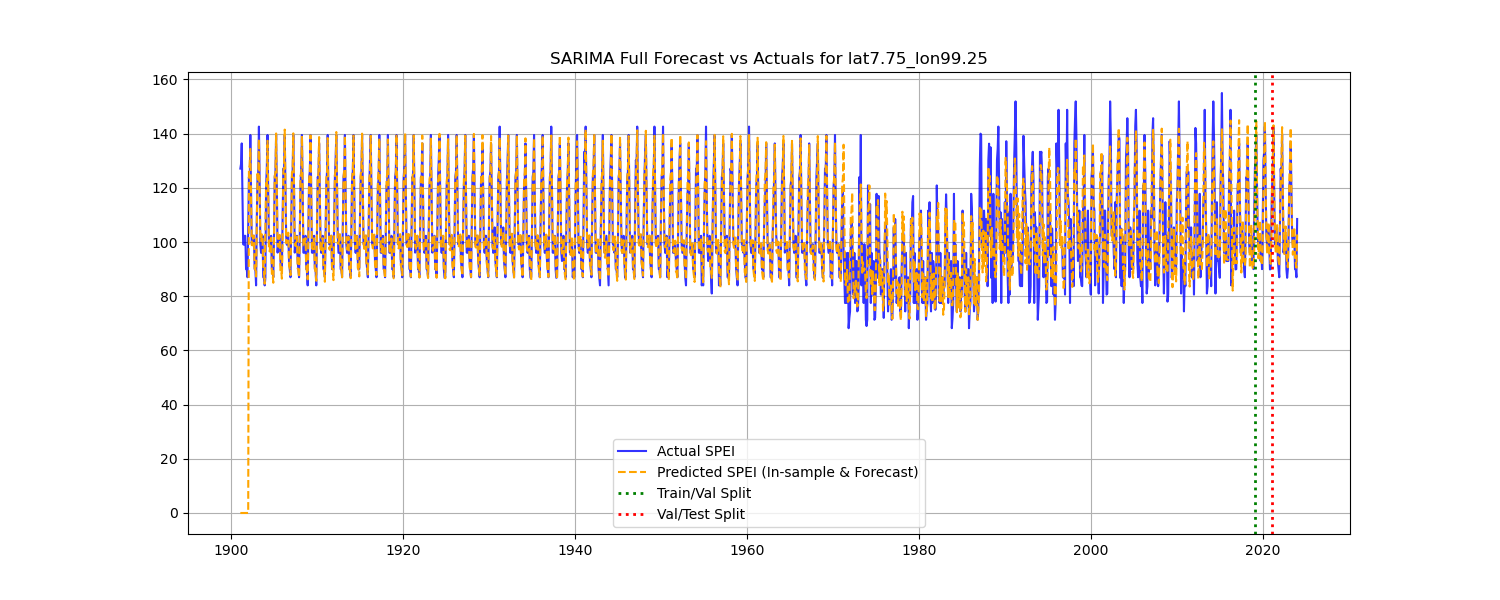 SARIMA Full Forecast vs Actuals for lat7.75_lon99.25
160
140
120
100
80
60
40
20
0
Actual SPEI
Predicted SPEI (In-sample & Forecast)
Train/Val Split
Val/Test Split
1900 1920 1940 1960 1980 2000 2020